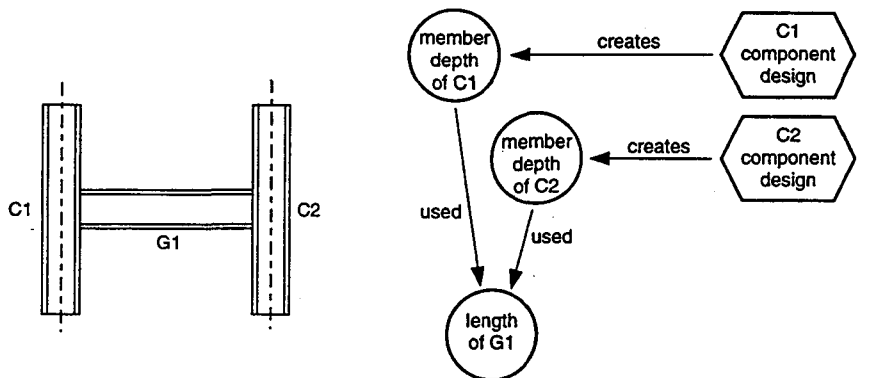 C1
C2
G1
member
depth
of C1
creates
C1
component
design
member
depth
of C2
creates
C2
component
design
used
used
length
of G1